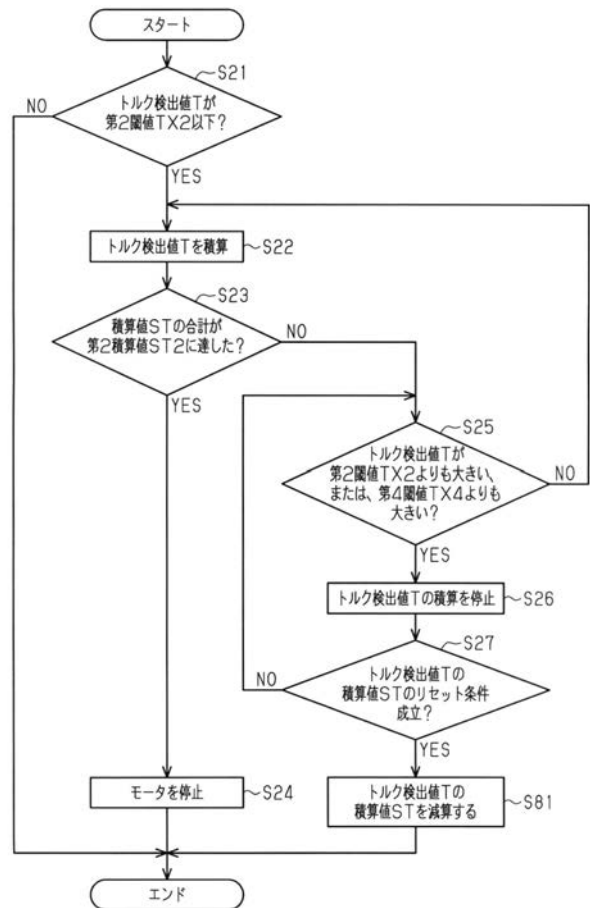 スタート
S21
NO
トルク検出値Tが
第2閾値TX2以下?
YES
トルク検出値Tを積算
S22
S23
積算値STの合計が
第2積算値ST2に達した?
NO
YES
S25
トルク検出値Tが
第2閾値TX2よりも大きい、
または、第4閾値TX4よりも
大きい?
NO
YES
トルク検出値Tの積算を停止
S26
S27
トルク検出値Tの
積算値STのリセット条件
成立?
NO
YES
モータを停止
S24
トルク検出値Tの
積算値STを減算する
S81
エンド